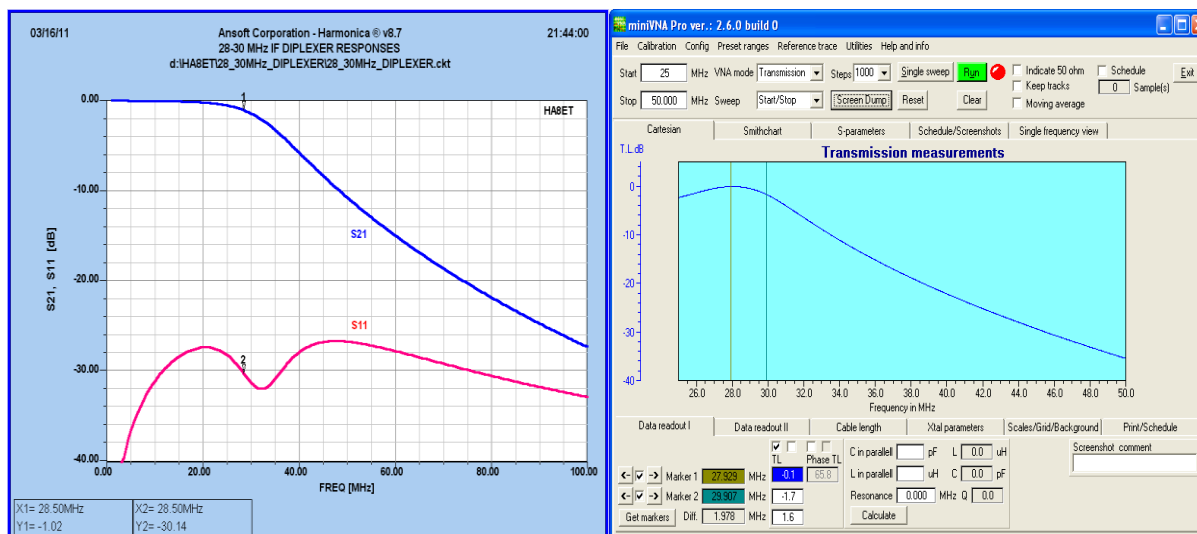 03/16/11 Ansoft Corporation - Harmonica ® v8.7 21:44:00
28-30 MHz IF DIPLEXER RESPONSES
d:\HA8ET\28_30MHz_DIPLEXER\28_30MHz_DIPLEXER.ckt
HA8ET
0.00
-10.00
-20.00
-30.00
-40.00
S21, S11 [dB]
1
S21
S11
2
0.00 20.00 40.00 60.00 80.00 100.00
FREQ [MHz]
X1= 28.50MHz X2= 28.50MHz
Y1= -1.02 Y2= -30.14
miniVNA Pro ver.: 2.6.0 build 0
File Calibration Config Preset ranges Reference trace Utilities Help and info
Start 25 MHz VNA mode Transmission Steps 1000 Single sweep Run Indicate 50 ohm Schedule Exit
Keep tracks 0 Sample(s)
Stop 50.000 MHz Sweep Start/Stop Screen Dump Reset Clear Moving average
Cartesian Smithchart S-parameters Schedule/Screenshots Single frequency view
T.L.dB Transmission measurements
0
-10
-20
-30
-40
26.0 28.0 30.0 32.0 34.0 36.0 38.0 40.0 42.0 44.0 46.0 48.0 50.0
Frequency in MHz
Data readout I Data readout II Cable length Xtal parameters Scales/Grid/Background Print/Schedule
TL Phase TL C in parallell pF L 0.0 uH Screenshot comment
<- -> Marker 1 27.929 MHz -0.1 65.8 L in parallell uH C 0.0 pF
<- -> Marker 2 29.907 MHz -1.7 Resonance 0.000 MHz Q 0.0
Get markers Diff. 1.978 MHz 1.6 Calculate